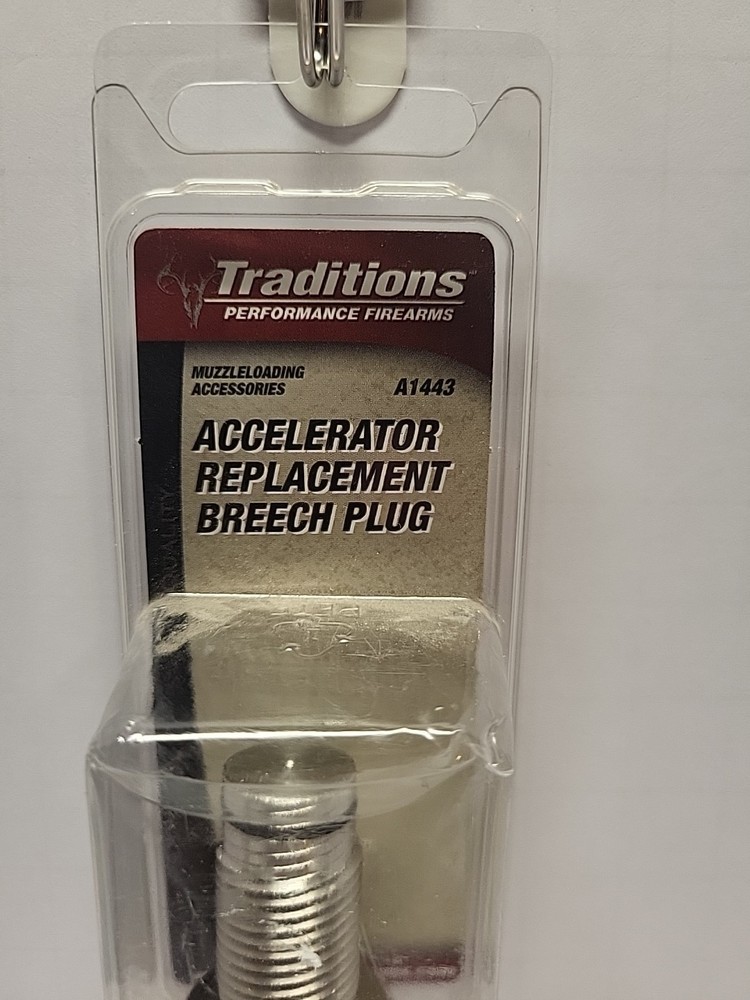 Traditions
PERFORMANCE FIREARMS
MUZZLELOADING
ACCESSORIES
A1443
ACCELERATOR
REPLACEMENT
BREECH PLUG